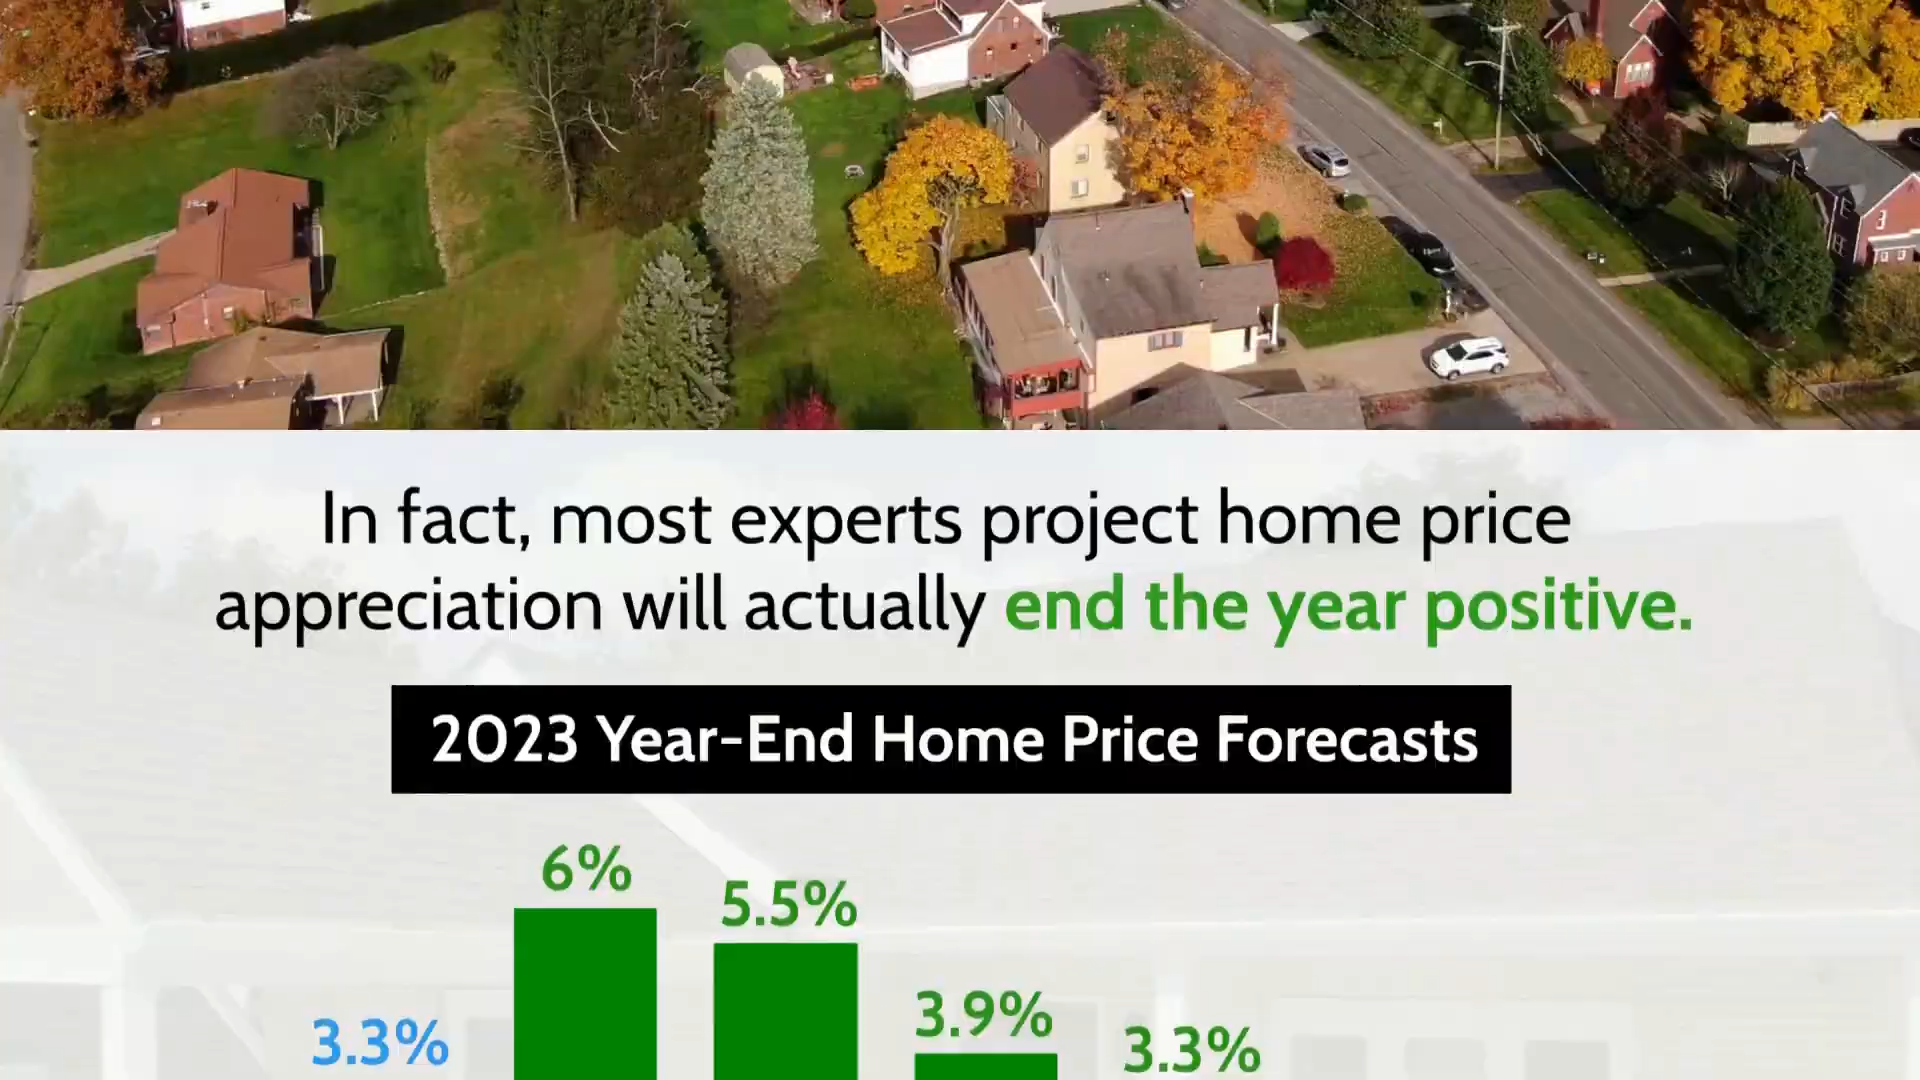 In fact, most experts project home price
appreciation will actually end the year positive.
2023 Year-End Home Price Forecasts
6%
5.5%
3.9%
3.3%
3.3%